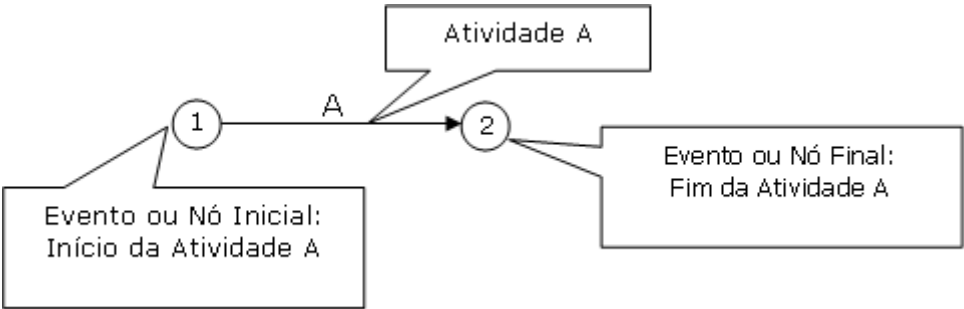 Atividade A
A
1
2
Evento ou Nó Final:
Fim da Atividade A
Evento ou Nó Inicial:
Início da Atividade A